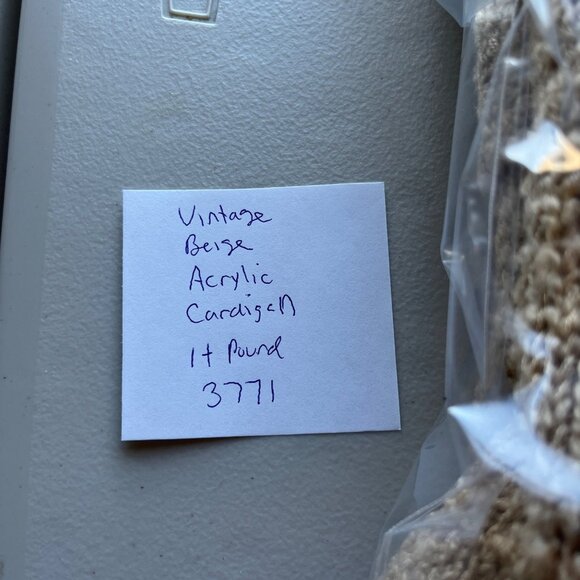 Vintage
Beige
Acrylic
Cardigan
1+ Pound
3771